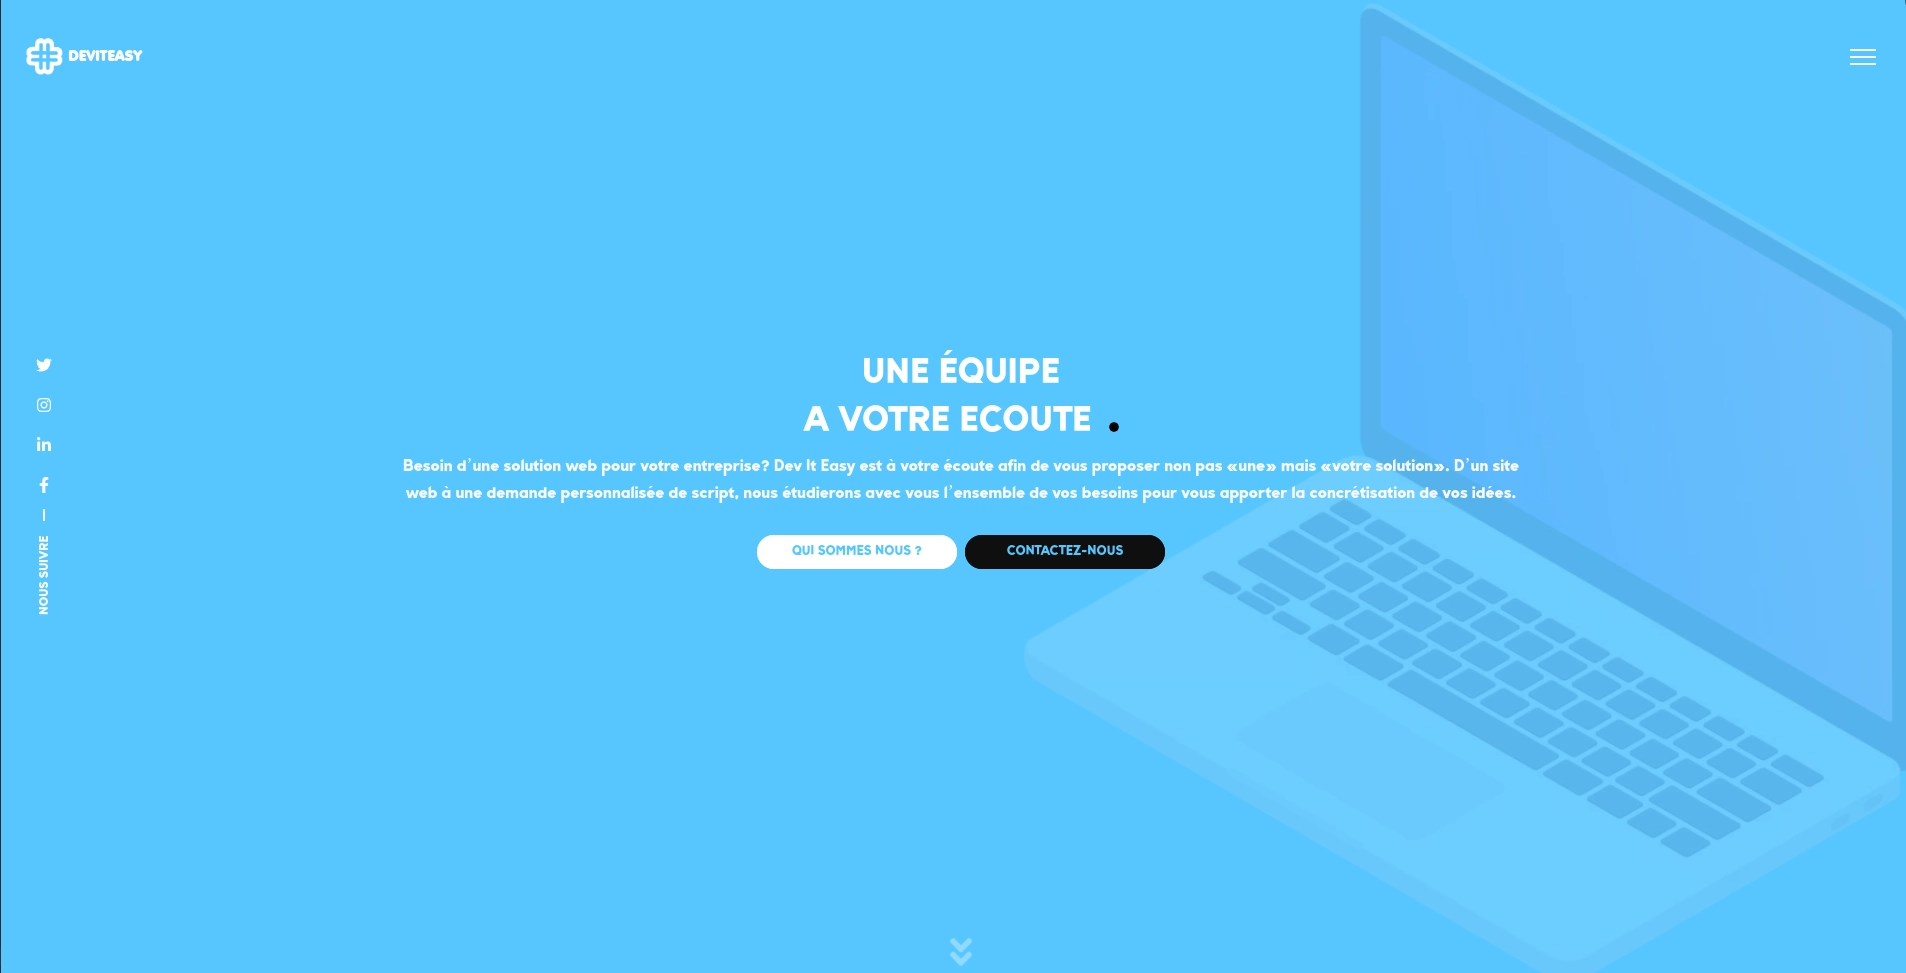 DEVITEASY
UNE ÉQUIPE
A VOTRE ECOUTE .
Besoin d'une solution web pour votre entreprise? Dev It Easy est à votre écoute afin de vous proposer non pas «une» mais «votre solution». D'un site
web à une demande personnalisée de script, nous étudierons avec vous l'ensemble de vos besoins pour vous apporter la concrétisation de vos idées.
QUI SOMMES NOUS ?
CONTACTEZ-NOUS
NOUS SUIVRE